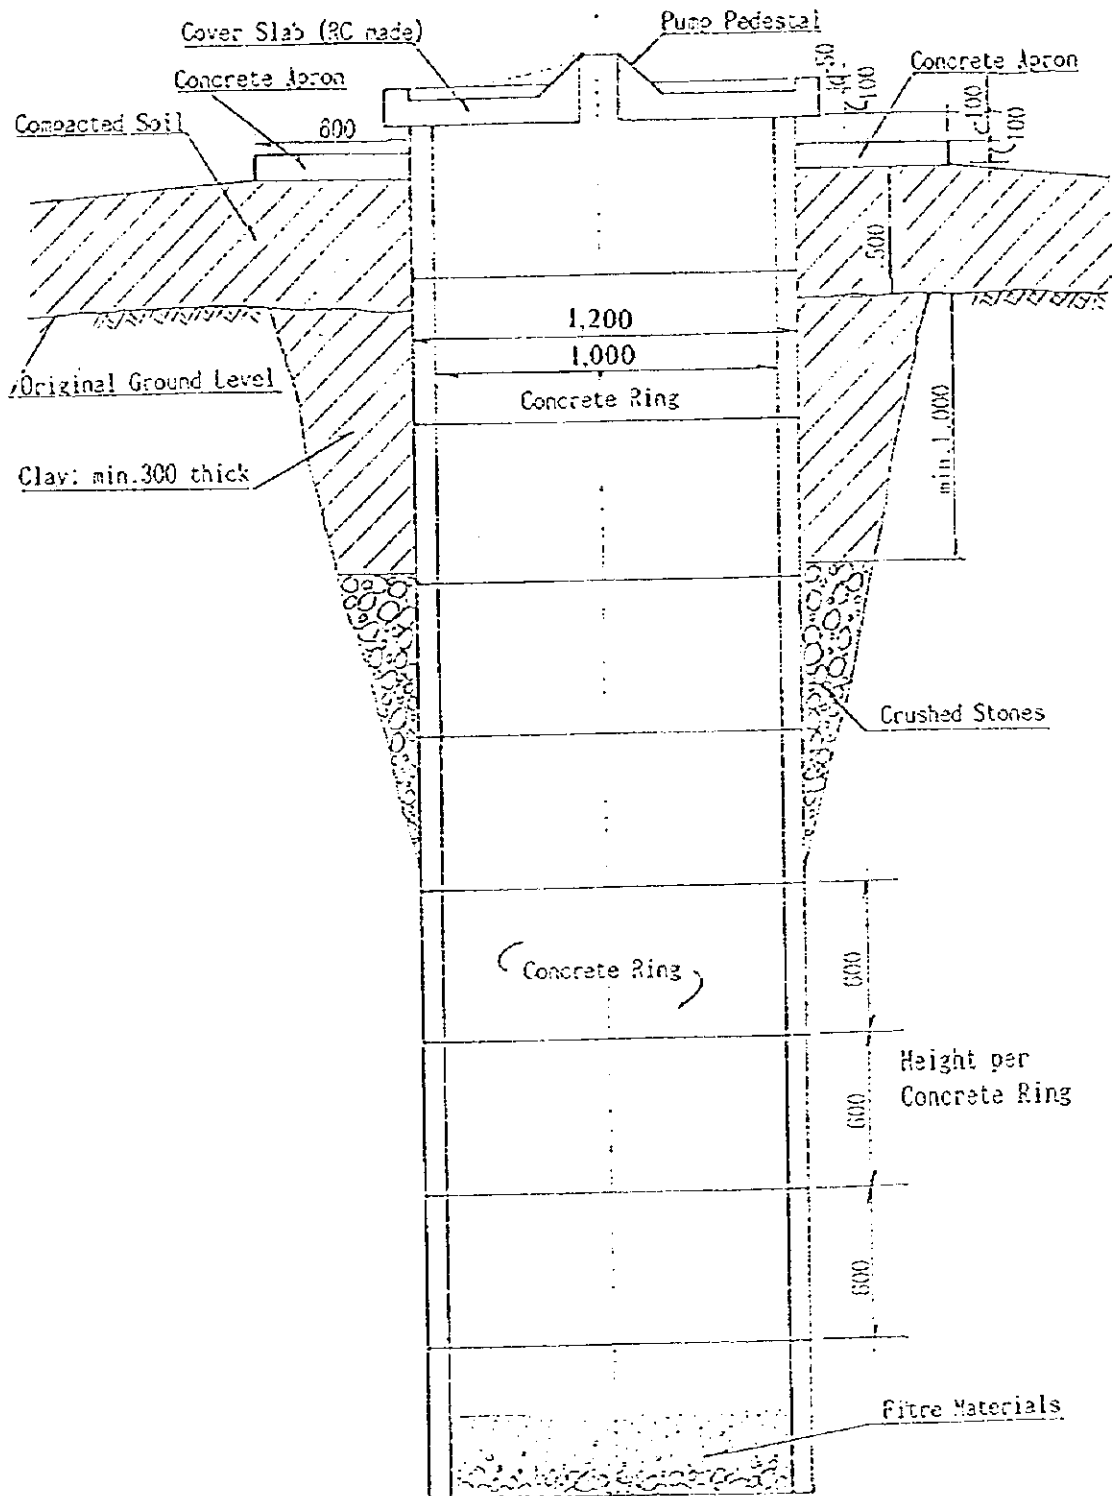 Pump Pedestal
Cover Slab (RC made)
Concrete Apron
Concrete Apron
Compacted Soil
50
100
100
100
600
500
1,200
1,000
Original Ground Level
Concrete Ring
min.1,000
Clay: min.300 thick
Crushed Stones
Concrete Ring
600
Height per
Concrete Ring
600
600
Fitre Materials